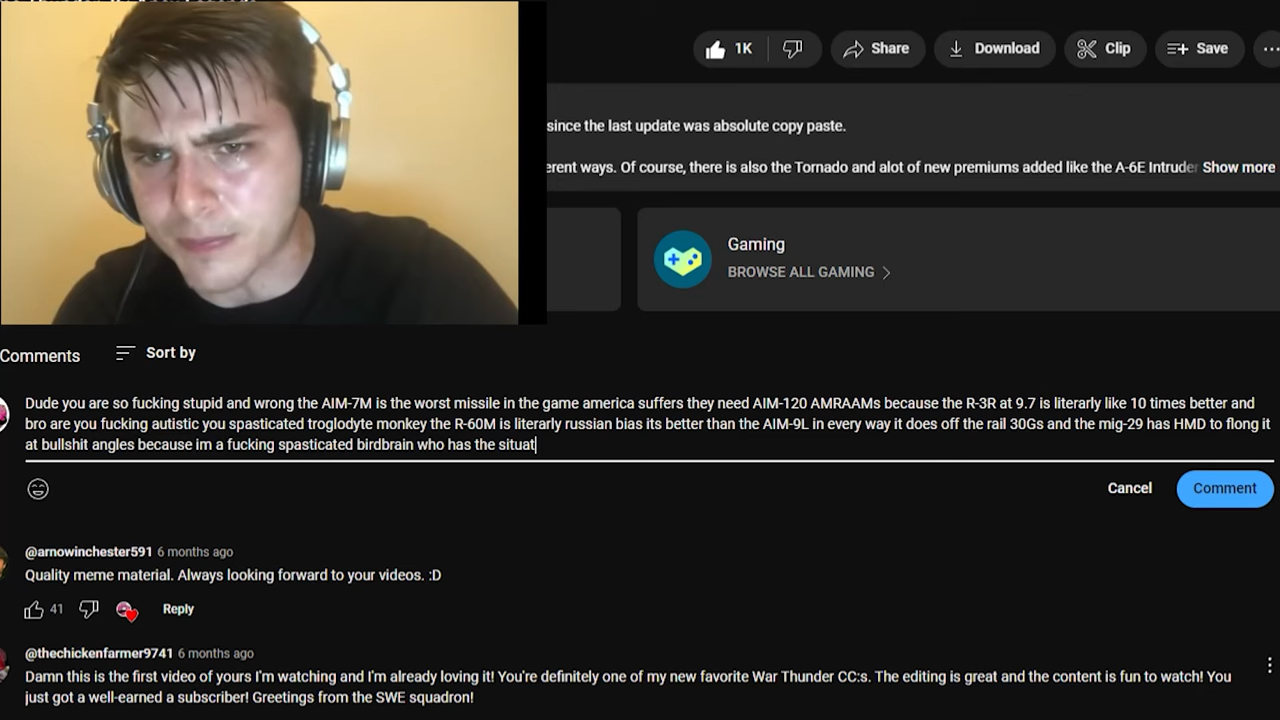 1K
Share
Download
Clip
Save
since the last update was absolute copy paste.
erent ways. Of course, there is also the Tornado and alot of new premiums added like the A-6E Intruder Show more
Gaming
BROWSE ALL GAMING
Comments
Sort by
Dude you are so fucking stupid and wrong the AIM-7M is the worst missile in the game america suffers they need AIM-120 AMRAAMs because the R-3R at 9.7 is literarly like 10 times better and
bro are you fucking autistic you spasticated troglodyte monkey the R-60M is literarly russian bias its better than the AIM-9L in every way it does off the rail 30Gs and the mig-29 has HMD to flong it
at bullshit angles because im a fucking spasticated birdbrain who has the situat
Cancel
Comment
@arnowinchester591 6 months ago
Quality meme material. Always looking forward to your videos. :D
41
Reply
@thechickenfarmer9741 6 months ago
Damn this is the first video of yours I'm watching and I'm already loving it! You're definitely one of my new favorite War Thunder CC:s. The editing is great and the content is fun to watch! You
just got a well-earned a subscriber! Greetings from the SWE squadron!